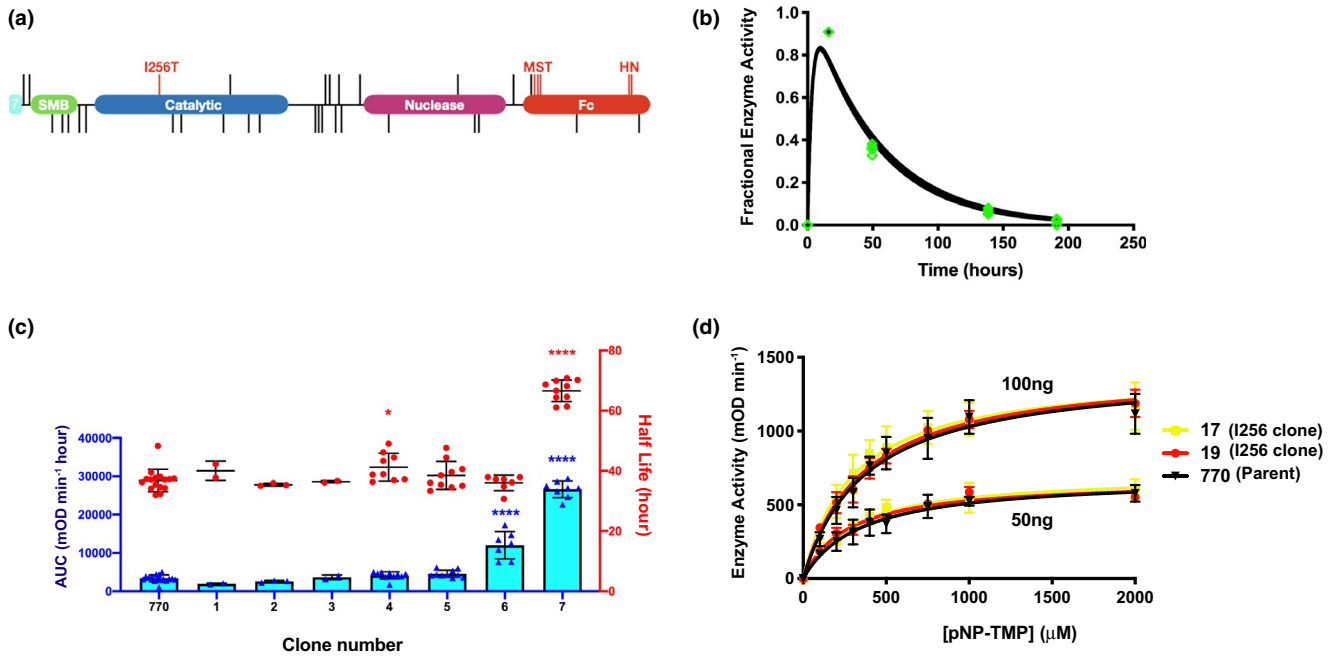 (a)
I256T
MST
HN
7
SMB
Catalytic
Nuclease
Fc
(b)
Fractional Enzyme Activity
1.0
0.8
0.6
0.4
0.2
0.0
0 50 100 150 200 250
Time (hours)
(c)
AUC (mOD min⁻¹ hour)
40000
30000
20000
10000
0
*
****
****
****
80
60
40
20
0
Half Life (hour)
770 1 2 3 4 5 6 7
Clone number
(d)
Enzyme Activity (mOD min⁻¹)
1500
1000
500
0
100ng
50ng
0 500 1000 1500 2000
[pNP-TMP] (μM)
17 (I256 clone)
19 (I256 clone)
770 (Parent)